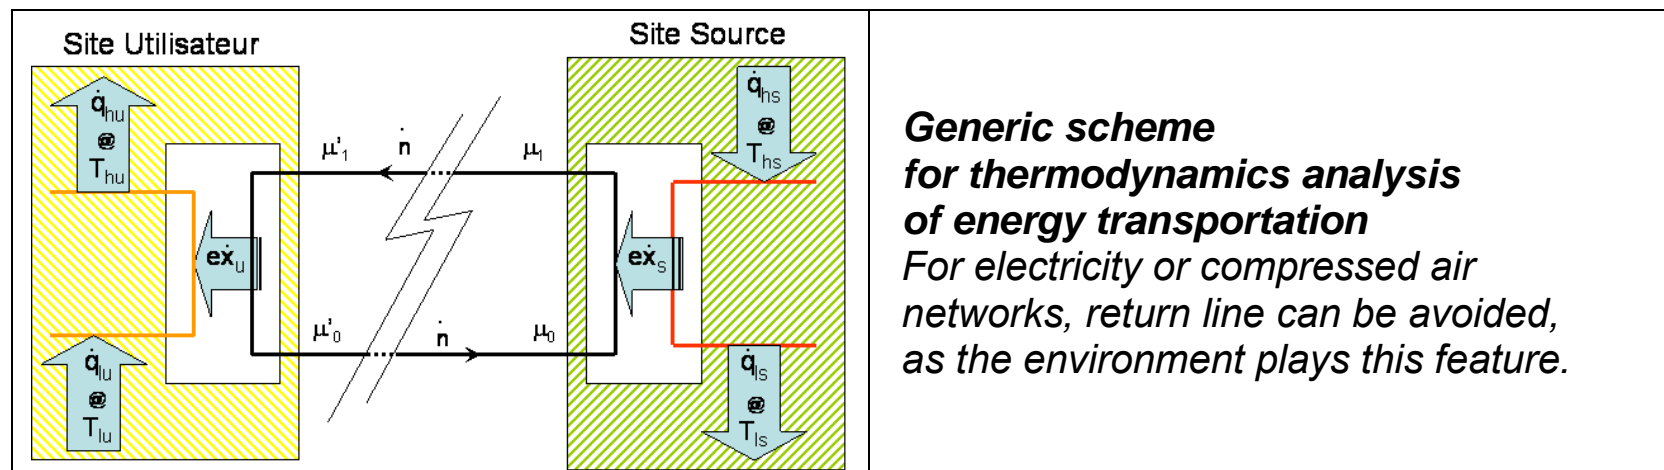 Site Utilisateur
Site Source
q̇hu
@
Thu
q̇hs
@
Ths
μ'1
ṅ
μ1
eẋu
eẋs
μ'0
ṅ
μ0
q̇lu
@
Tlu
q̇ls
@
Tls
Generic scheme
for thermodynamics analysis
of energy transportation
For electricity or compressed air
networks, return line can be avoided,
as the environment plays this feature.